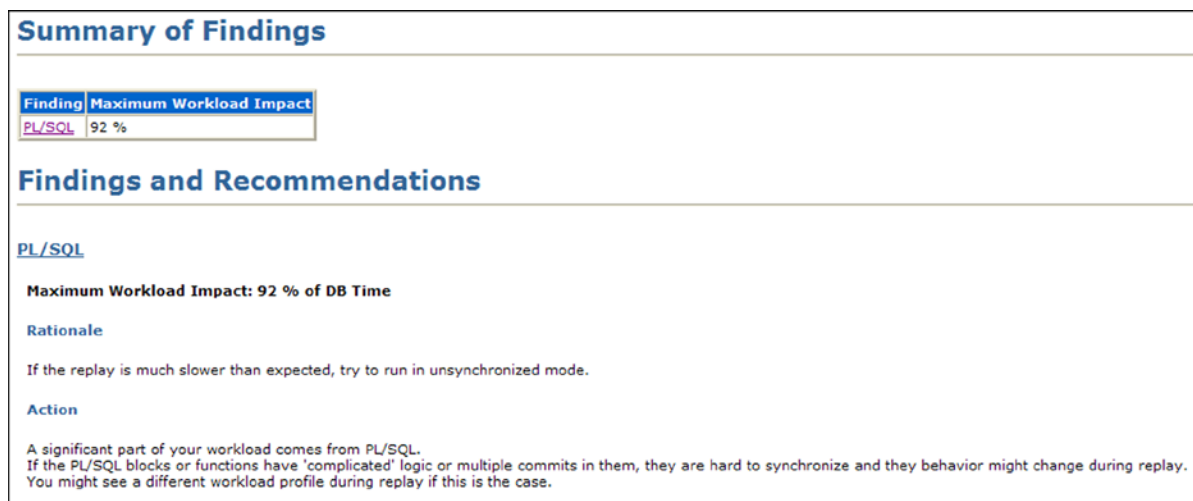 Summary of Findings
Finding Maximum Workload Impact
PL/SQL 92 %
Findings and Recommendations
PL/SQL
Maximum Workload Impact: 92 % of DB Time
Rationale
If the replay is much slower than expected, try to run in unsynchronized mode.
Action
A significant part of your workload comes from PL/SQL.
If the PL/SQL blocks or functions have 'complicated' logic or multiple commits in them, they are hard to synchronize and they behavior might change during replay.
You might see a different workload profile during replay if this is the case.